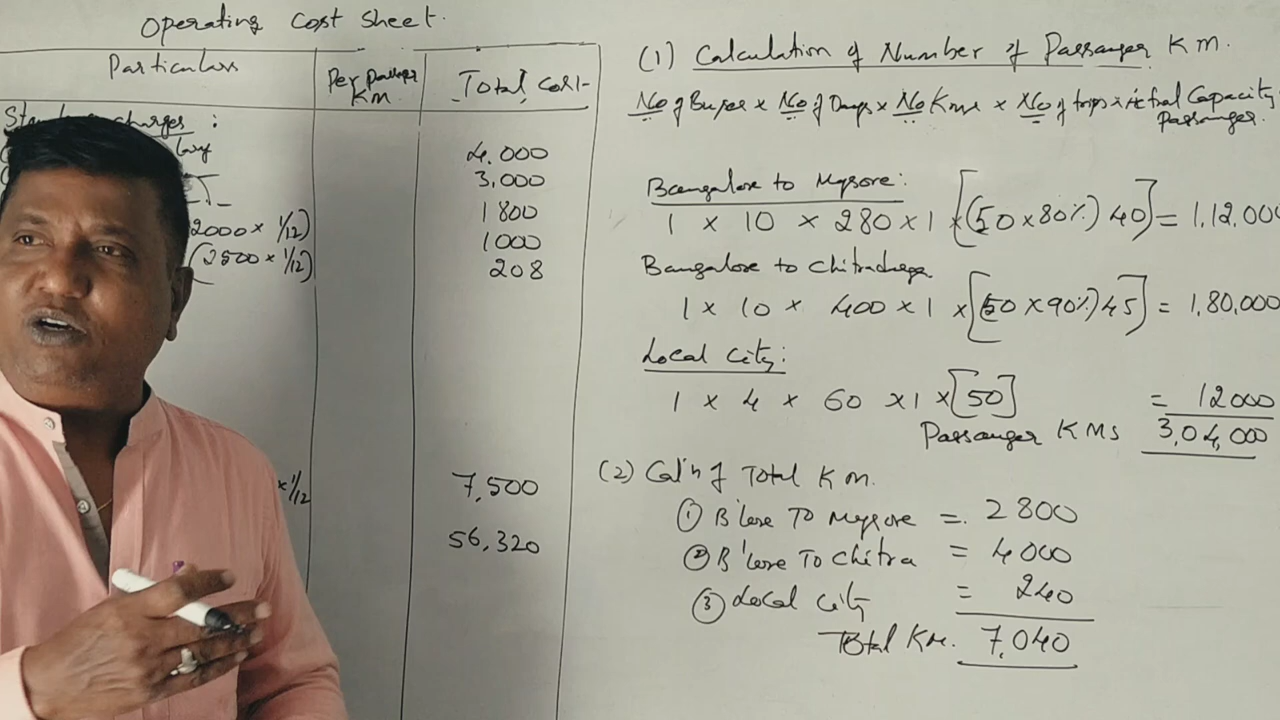 Operating Cost Sheet.
Particulars
Per Passenger KM.
Total Cost
charges :
4,000
3,000
1800
2000 × 1/12) 1000
(2500 × 1/12) 208
×1/12 7,500
56,320
(1) Calculation of Number of Passanger KM.
No of Buses × No of Days × No Kms × No of trips × Actual Capacity
Passanger.
Bangalore to Mysore:
1 × 10 × 280 × 1 × [(50 × 80%) 40] = 1,12,000
Bangalore to Chitradurga
1 × 10 × 400 × 1 × [(50 × 90%) 45] = 1,80,000
Local City:
1 × 4 × 60 × 1 × [50] = 12000
Passanger KMs 3,04,000
(2) Cal'n of Total KM.
① B'lore To Mysore = 2800
② B'lore To Chitra = 4000
③ Local City = 240
Total Km. 7,040